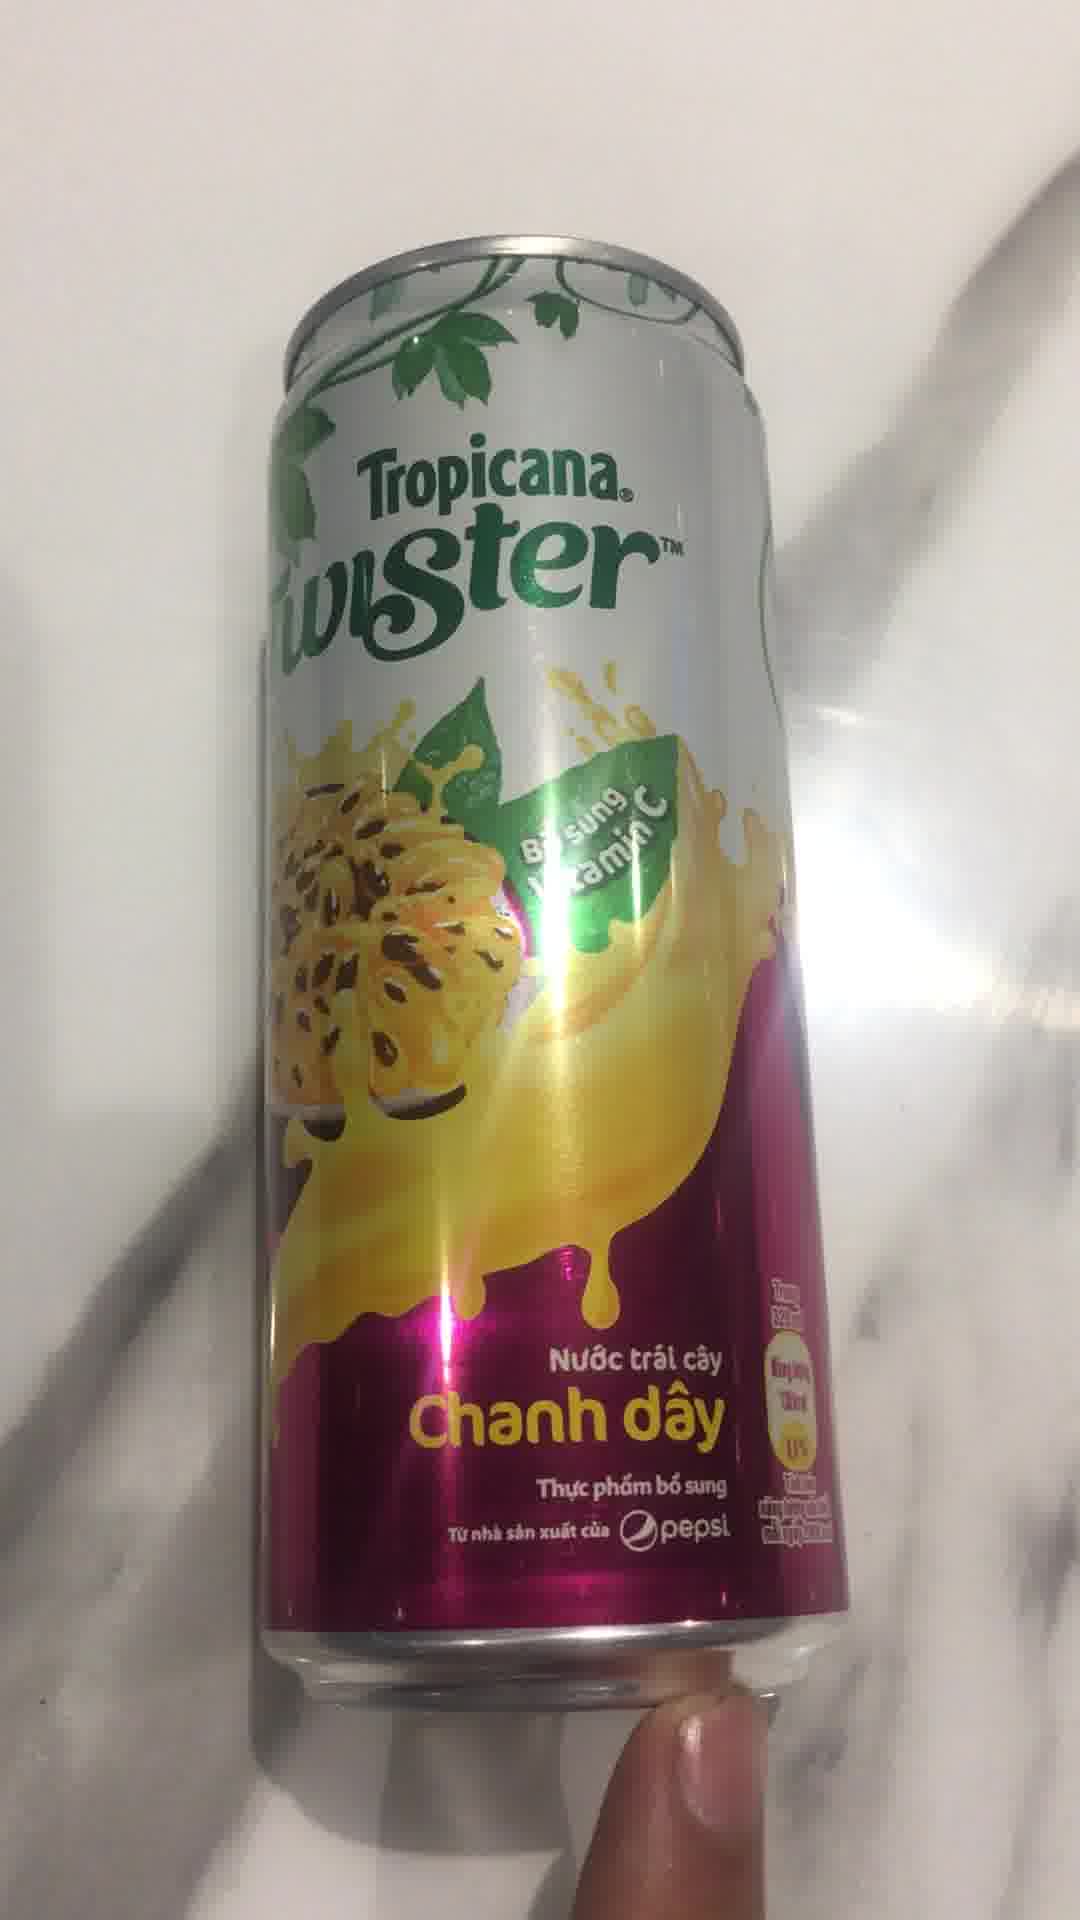 Tropicana®
Twister™
Bổ sung
Vitamin C
Nước trái cây
Chanh dây
Thực phẩm bổ sung
Từ nhà sản xuất của pepsi